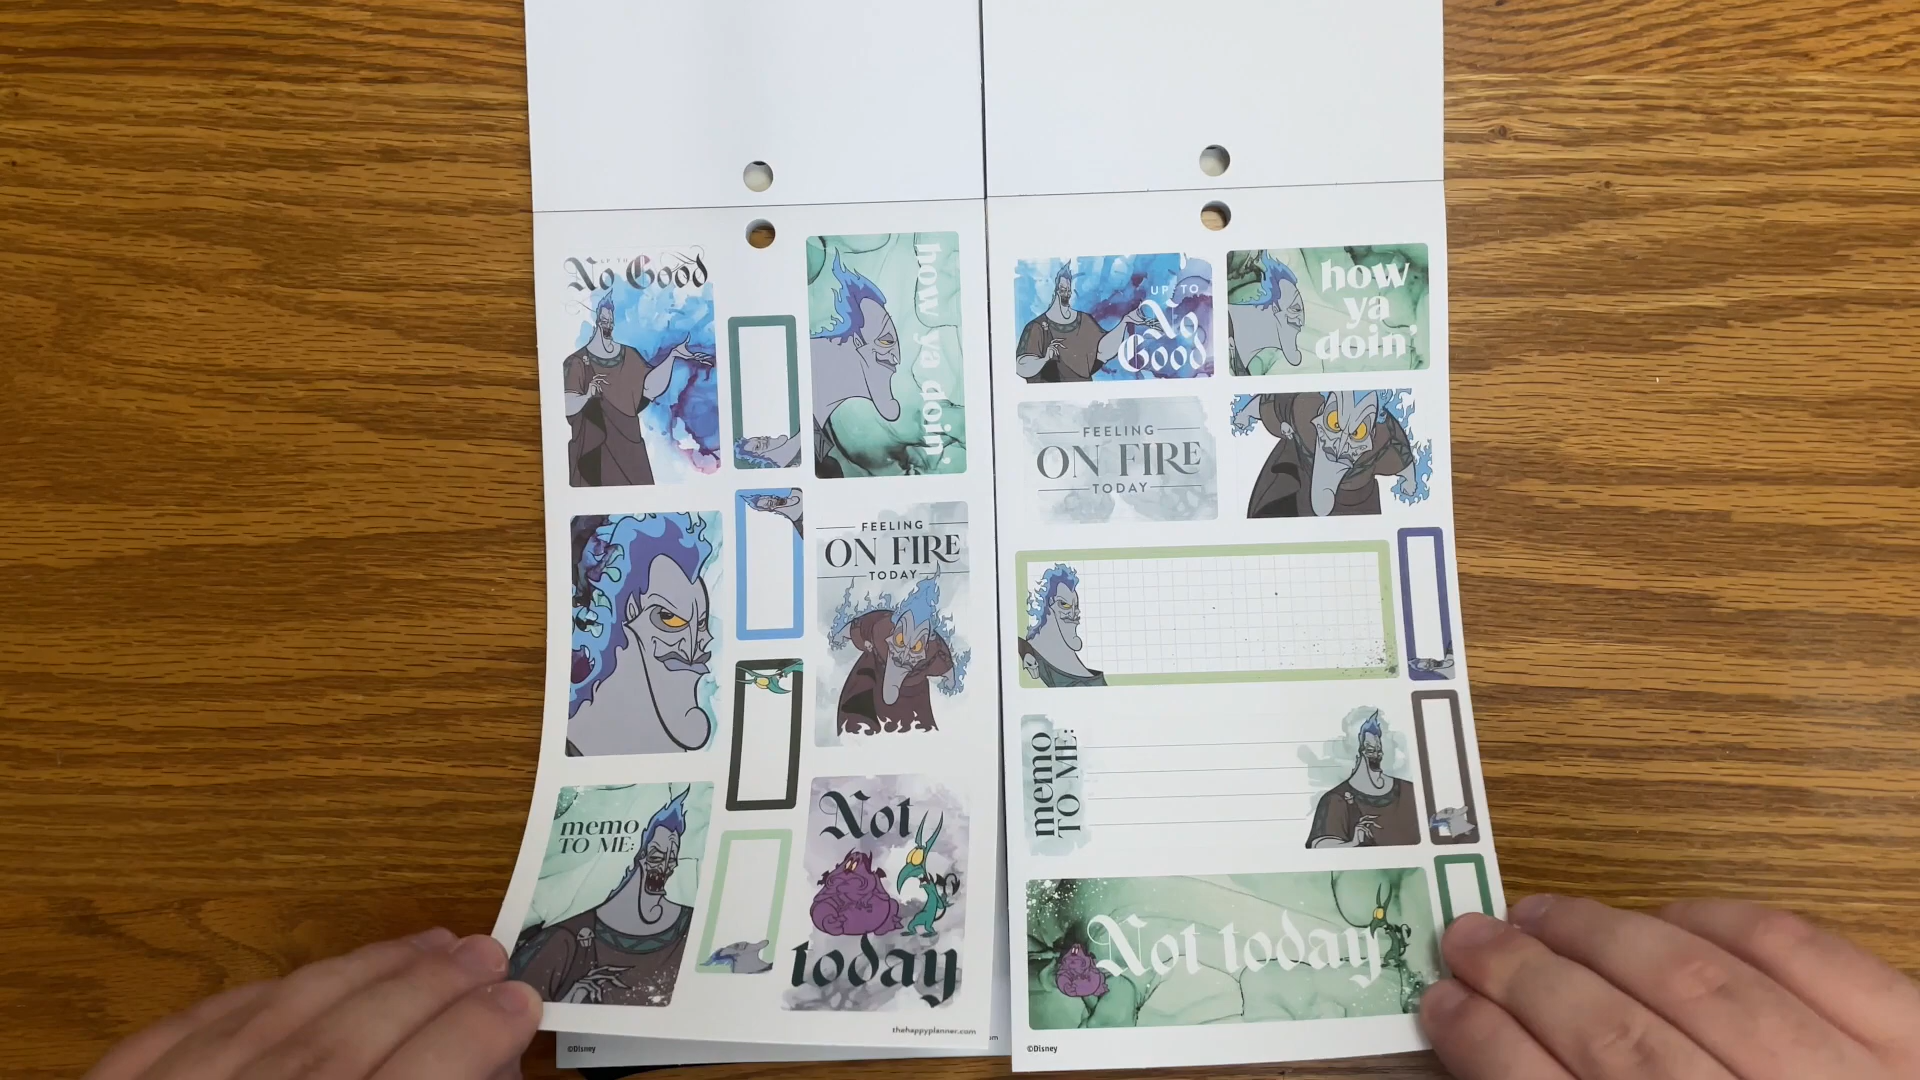 UP TO
No Good
how ya doin'
FEELING
ON FIRE
TODAY
memo
TO ME:
Not
today
thehappyplanner.com
©Disney
om
UP TO
No
Good
how
ya
doin'
FEELING
ON FIRE
TODAY
memo
TO ME:
Not today
©Disney